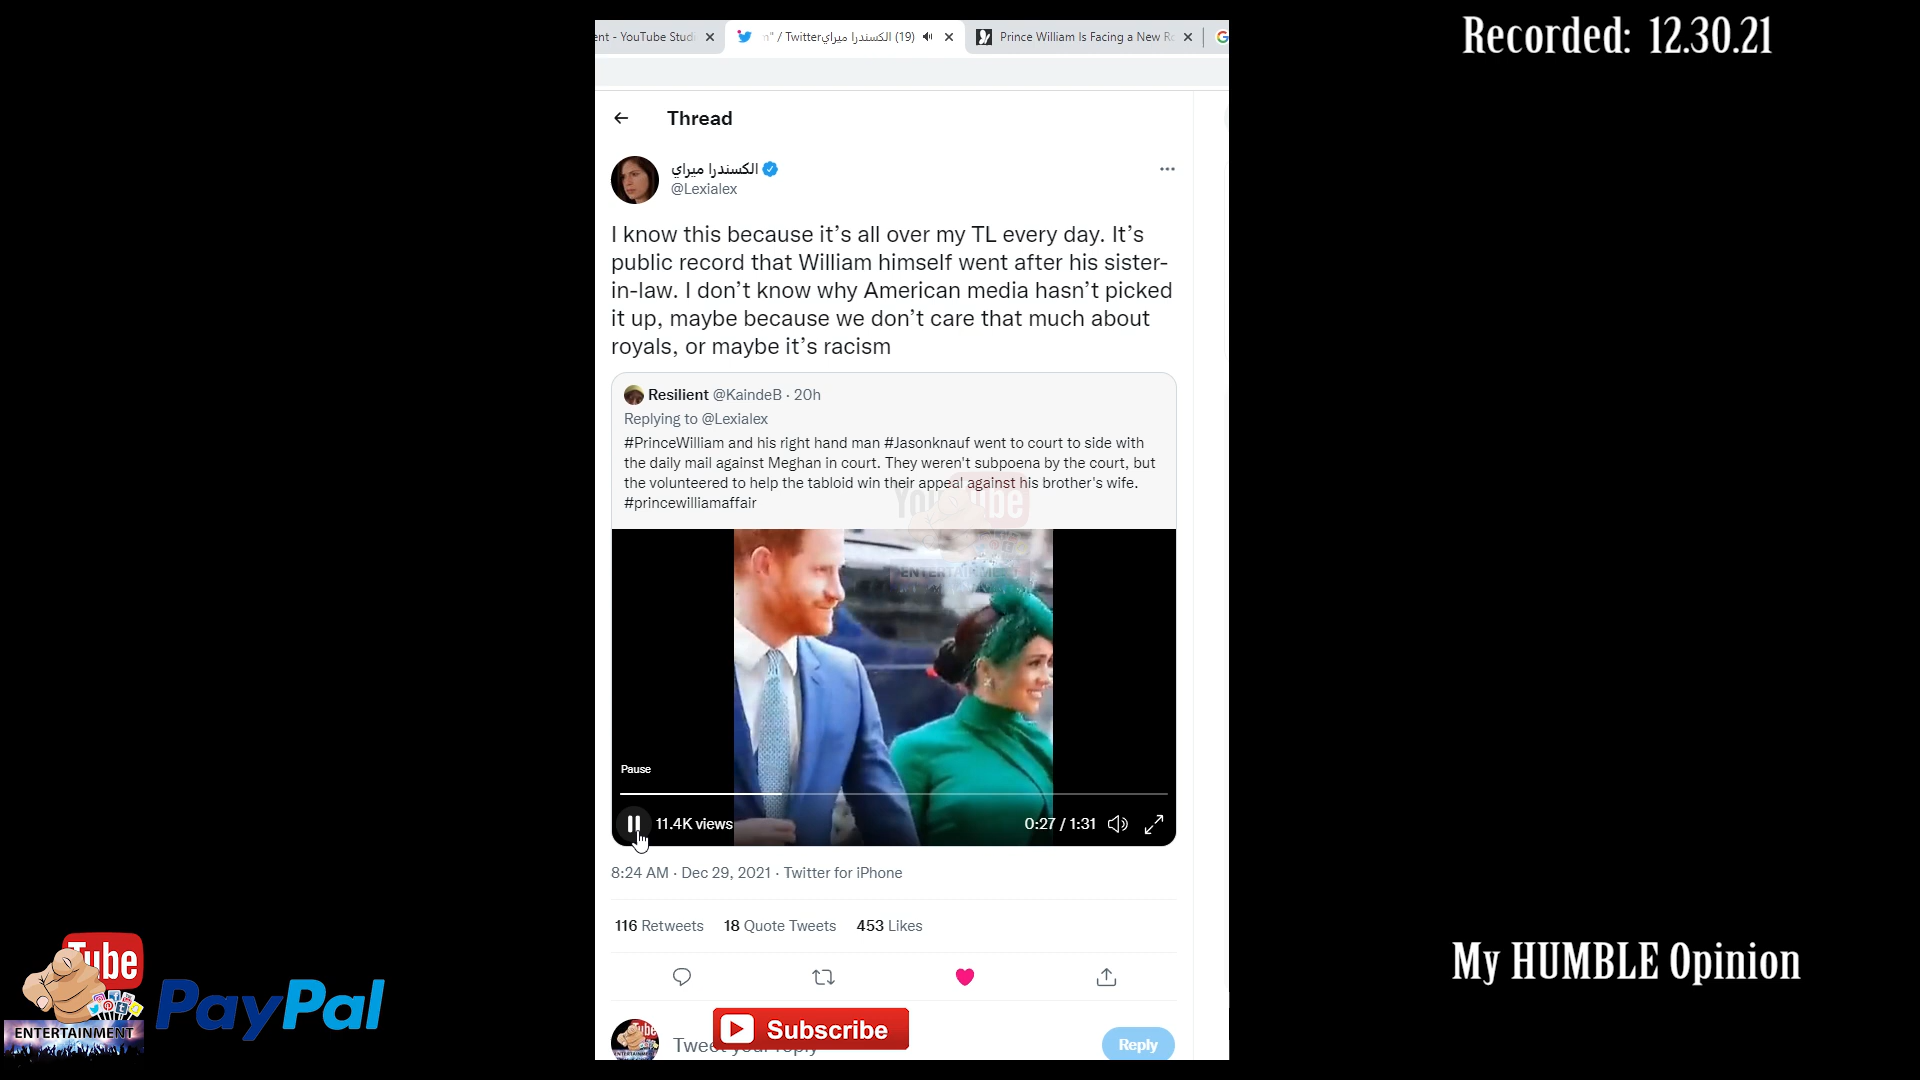 Recorded: 12.30.21
ent - YouTube Stud
(19) الكسندرا ميراي" / Twitter
Prince William Is Facing a New R
Thread
الكسندرا ميراي
@Lexialex
I know this because it’s all over my TL every day. It’s
public record that William himself went after his sister-
in-law. I don’t know why American media hasn’t picked
it up, maybe because we don’t care that much about
royals, or maybe it’s racism
Resilient @KaindeB · 20h
Replying to @Lexialex
#PrinceWilliam and his right hand man #Jasonknauf went to court to side with
the daily mail against Meghan in court. They weren't subpoena by the court, but
the volunteered to help the tabloid win their appeal against his brother's wife.
#princewilliamaffair
YouTube
ENTERTAINMENT
Pause
11.4K views
0:27 / 1:31
8:24 AM · Dec 29, 2021 · Twitter for iPhone
116 Retweets 18 Quote Tweets 453 Likes
My HUMBLE Opinion
Tube
ENTERTAINMENT
PayPal
Subscribe
Tweet your reply
Reply